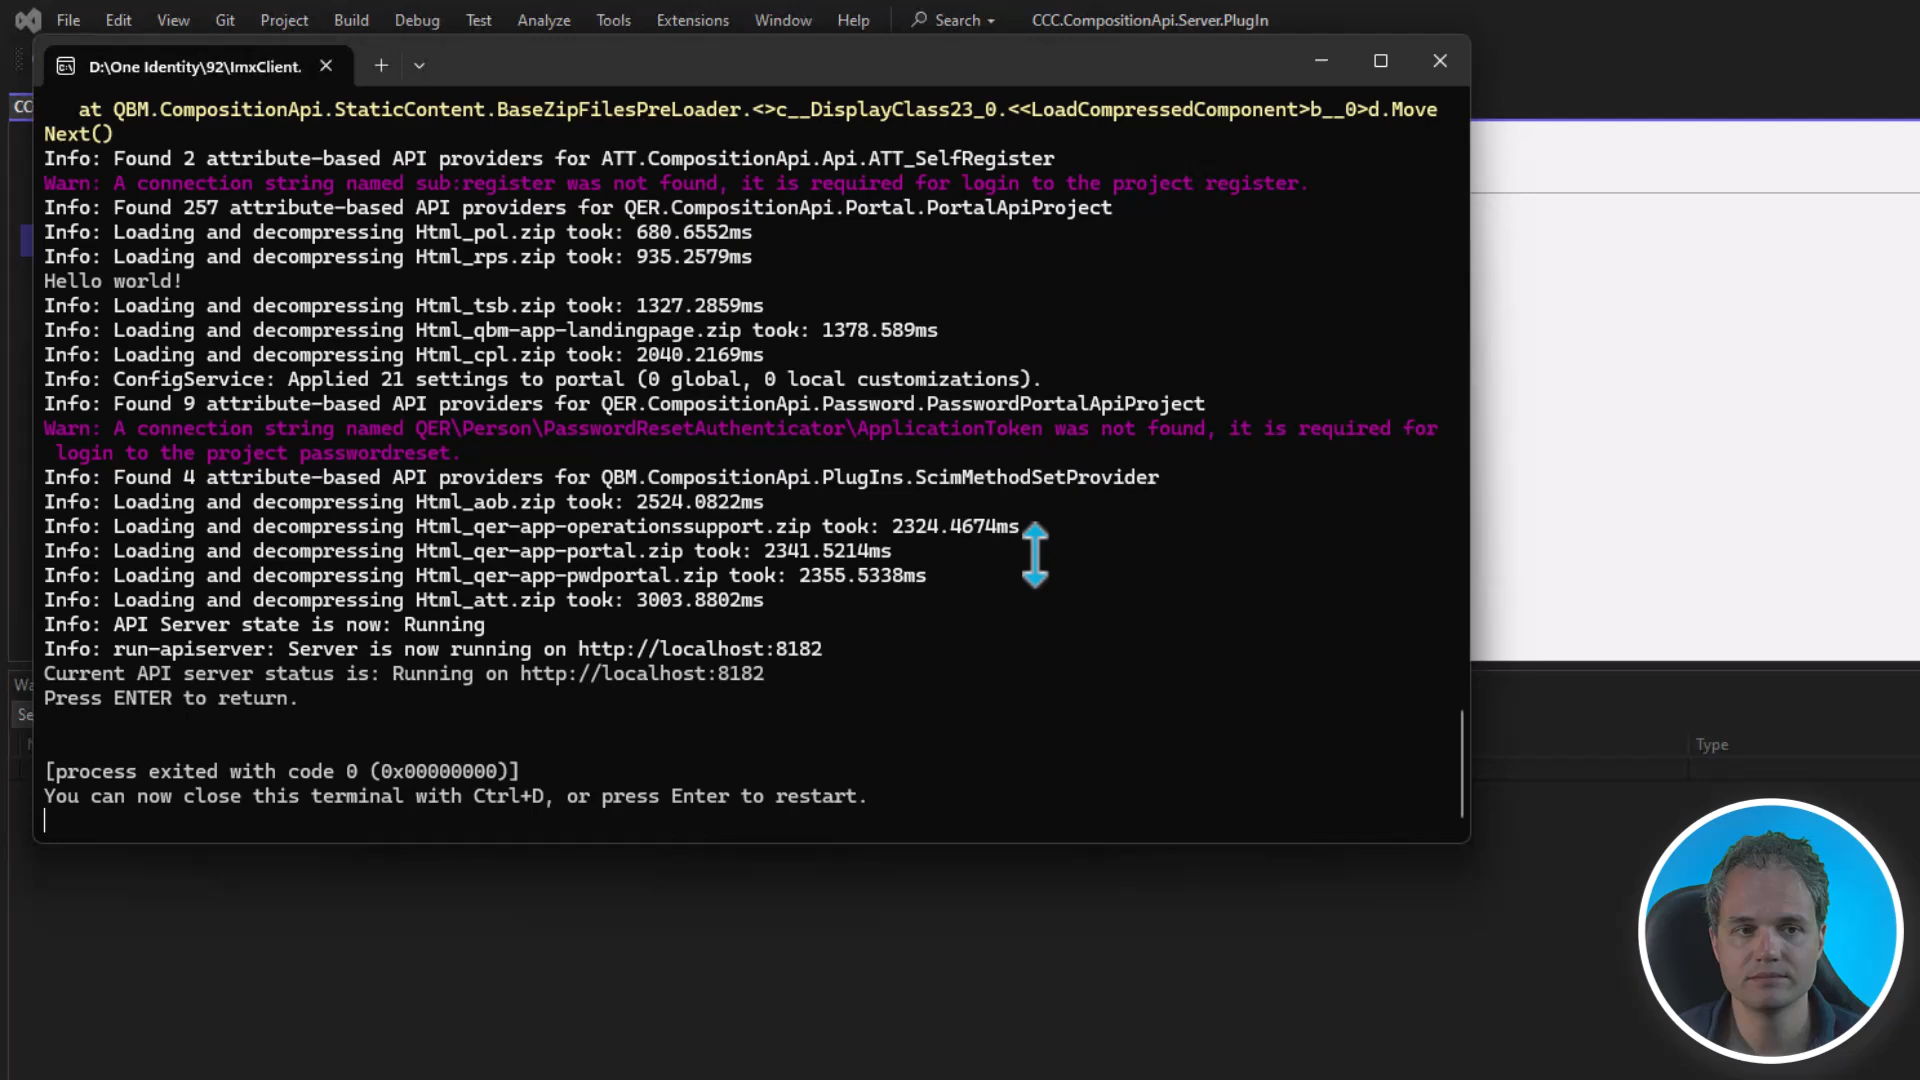 File Edit View Git Project Build Debug Test Analyze Tools Extensions Window Help Search CCC.CompositionApi.Server.PlugIn
D:\One Identity\92\ImxClient.
CC
at QBM.CompositionApi.StaticContent.BaseZipFilesPreLoader.<>c__DisplayClass23_0.<<LoadCompressedComponent>b__0>d.Move
Next()
Info: Found 2 attribute-based API providers for ATT.CompositionApi.Api.ATT_SelfRegister
Warn: A connection string named sub:register was not found, it is required for login to the project register.
Info: Found 257 attribute-based API providers for QER.CompositionApi.Portal.PortalApiProject
Info: Loading and decompressing Html_pol.zip took: 680.6552ms
Info: Loading and decompressing Html_rps.zip took: 935.2579ms
Hello world!
Info: Loading and decompressing Html_tsb.zip took: 1327.2859ms
Info: Loading and decompressing Html_qbm-app-landingpage.zip took: 1378.589ms
Info: Loading and decompressing Html_cpl.zip took: 2040.2169ms
Info: ConfigService: Applied 21 settings to portal (0 global, 0 local customizations).
Info: Found 9 attribute-based API providers for QER.CompositionApi.Password.PasswordPortalApiProject
Warn: A connection string named QER\Person\PasswordResetAuthenticator\ApplicationToken was not found, it is required for
login to the project passwordreset.
Info: Found 4 attribute-based API providers for QBM.CompositionApi.PlugIns.ScimMethodSetProvider
Info: Loading and decompressing Html_aob.zip took: 2524.0822ms
Info: Loading and decompressing Html_qer-app-operationssupport.zip took: 2324.4674ms
Info: Loading and decompressing Html_qer-app-portal.zip took: 2341.5214ms
Info: Loading and decompressing Html_qer-app-pwdportal.zip took: 2355.5338ms
Info: Loading and decompressing Html_att.zip took: 3003.8802ms
Info: API Server state is now: Running
Info: run-apiserver: Server is now running on http://localhost:8182
Current API server status is: Running on http://localhost:8182
Press ENTER to return.
Wa
Se
Type
[process exited with code 0 (0x00000000)]
You can now close this terminal with Ctrl+D, or press Enter to restart.